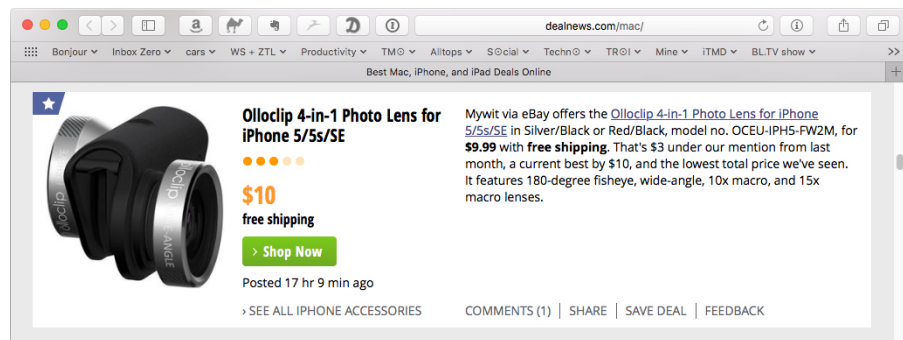 dealnews.com/mac/
Bonjour Inbox Zero cars WS + ZTL Productivity TM⊙ Alltops S⊙cial Techn⊙ TR⊙I Mine iTMD BL.TV show >>
Best Mac, iPhone, and iPad Deals Online
Olloclip 4-in-1 Photo Lens for
iPhone 5/5s/SE
$10
free shipping
› Shop Now
Posted 17 hr 9 min ago
› SEE ALL IPHONE ACCESSORIES
Mywit via eBay offers the Olloclip 4-in-1 Photo Lens for iPhone
5/5s/SE in Silver/Black or Red/Black, model no. OCEU-IPH5-FW2M, for
$9.99 with free shipping. That's $3 under our mention from last
month, a current best by $10, and the lowest total price we've seen.
It features 180-degree fisheye, wide-angle, 10x macro, and 15x
macro lenses.
COMMENTS (1) | SHARE | SAVE DEAL | FEEDBACK
olloclip
olloclip
-ANGLE